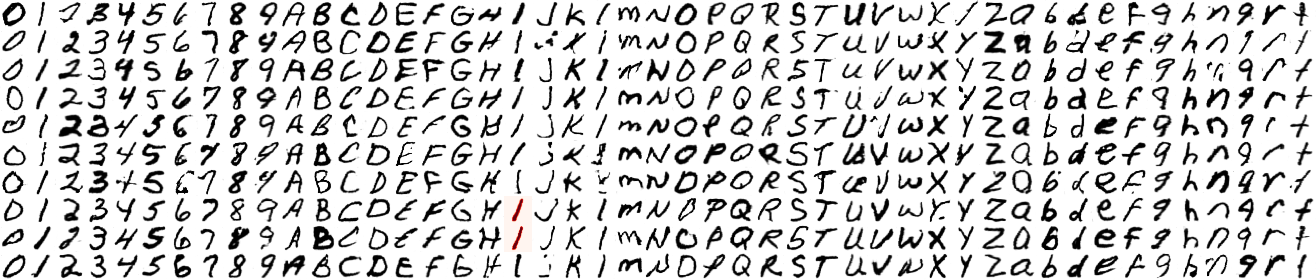 0 1 2 3 4 5 6 7 8 9 A B C D E F G H I J K l m N O P Q R S T U V w X Y Z a b d e f g h n q r t
0 1 2 3 4 5 6 7 8 9 A B C D E F G H I j K l m N O P Q R S T U V w X Y Z a b d e f g h n q r t
0 1 2 3 4 5 6 7 8 9 A B C D E F G H I J K l m N O P Q R S T U V w X Y Z a b d e f g h n q r t
0 1 2 3 4 5 6 7 8 9 A B C D E F G H I J K l m N O P Q R S T U V w X Y Z a b d e f g h n q r t
0 1 2 3 4 5 6 7 8 9 A B C D E F G H I J K l m N O P Q R S T U V w X Y Z a b d e f g h n q r t
0 1 2 3 4 5 6 7 8 9 A B C D E F G H I j K l m N O P Q R S T U V w X Y Z a b d e f g h n q r t
0 1 2 3 4 5 6 7 8 9 A B C D E F G H I J K l m N O P Q R S T U V w X Y Z a b d e f g h n q r t
0 1 2 3 4 5 6 7 8 9 A B C D E F G H I J K l m N O P Q R S T U V w Y Z a b d e f g h n q r t
0 1 2 3 4 5 6 7 8 9 A B C D E F G H I J K l m N O P Q R S T U V w X Y Z a b d e f g h n q r t
0 1 2 3 4 5 6 7 8 9 A B C D E F G H I J K l m N O P Q R S T U V w X Y Z a b d e f g h n q r t